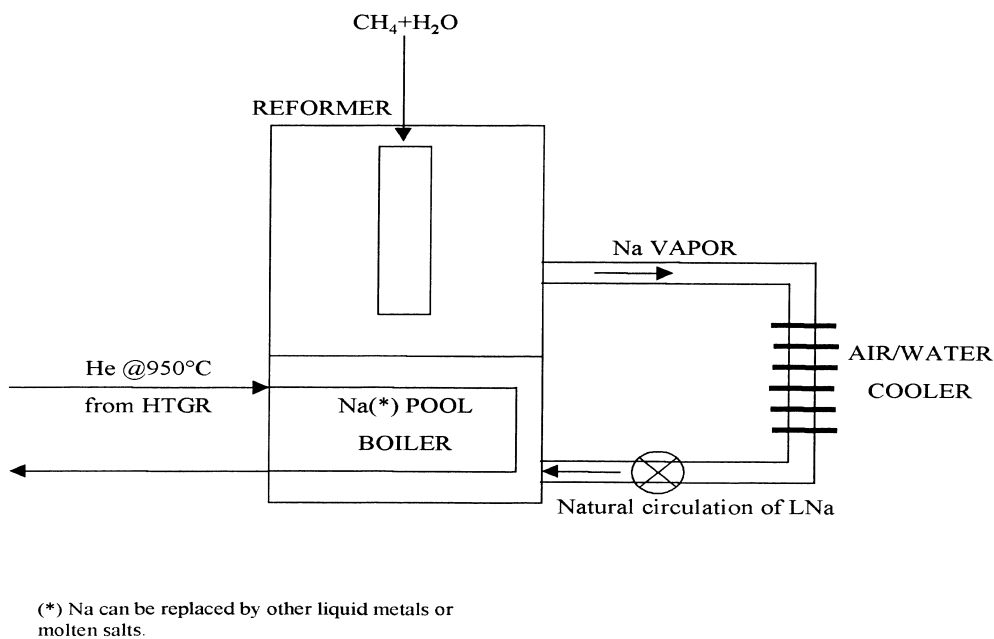 CH₄+H₂O
REFORMER
Na VAPOR
He @950°C
from HTGR
Na(*) POOL
BOILER
AIR/WATER
COOLER
Natural circulation of LNa
(*) Na can be replaced by other liquid metals or
molten salts.